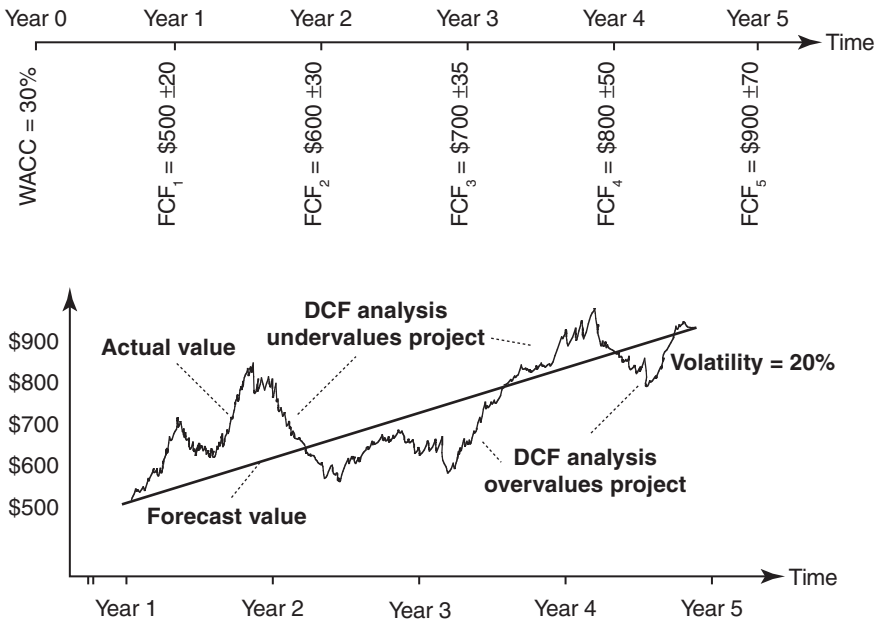 Year 0 Year 1 Year 2 Year 3 Year 4 Year 5
Time
WACC = 30%
FCF₁ = $500 ±20
FCF₂ = $600 ±30
FCF₃ = $700 ±35
FCF₄ = $800 ±50
FCF₅ = $900 ±70
DCF analysis
undervalues project
Actual value
$900
$800
$700
$600
$500
Volatility = 20%
DCF analysis
overvalues project
Forecast value
Time
Year 1 Year 2 Year 3 Year 4 Year 5